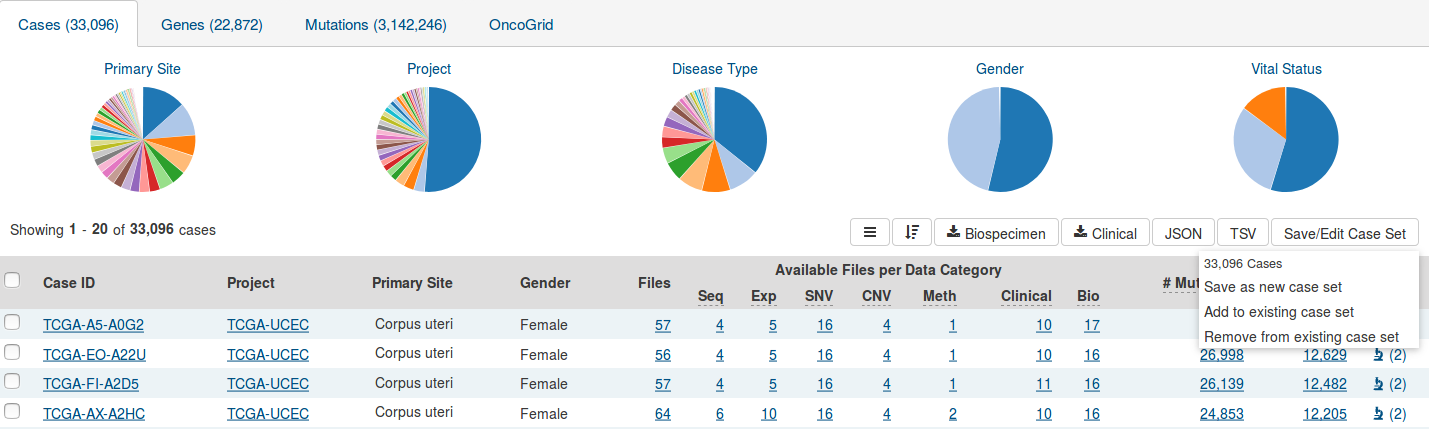 Cases (33,096) Genes (22,872) Mutations (3,142,246) OncoGrid
Primary Site Project Disease Type Gender Vital Status
Showing 1 - 20 of 33,096 cases Biospecimen Clinical JSON TSV Save/Edit Case Set
33,096 Cases
Save as new case set
Add to existing case set
Remove from existing case set
Available Files per Data Category
Case ID Project Primary Site Gender Files # Mut
Seq Exp SNV CNV Meth Clinical Bio
TCGA-A5-A0G2 TCGA-UCEC Corpus uteri Female 57 4 5 16 4 1 10 17
TCGA-EO-A22U TCGA-UCEC Corpus uteri Female 56 4 5 16 4 1 10 16 26,998 12,629 (2)
TCGA-FI-A2D5 TCGA-UCEC Corpus uteri Female 57 4 5 16 4 1 11 16 26,139 12,482 (2)
TCGA-AX-A2HC TCGA-UCEC Corpus uteri Female 64 6 10 16 4 2 10 16 24,853 12,205 (2)